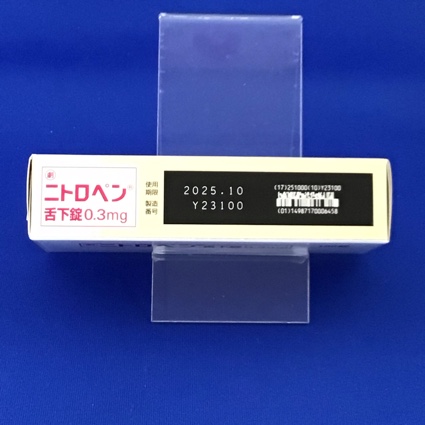 劇
ニトロペン®
舌下錠0.3mg
使用
期限
2025.10
製造
番号
Y23100
(17)251000(10)Y23100
(01)14987170006458